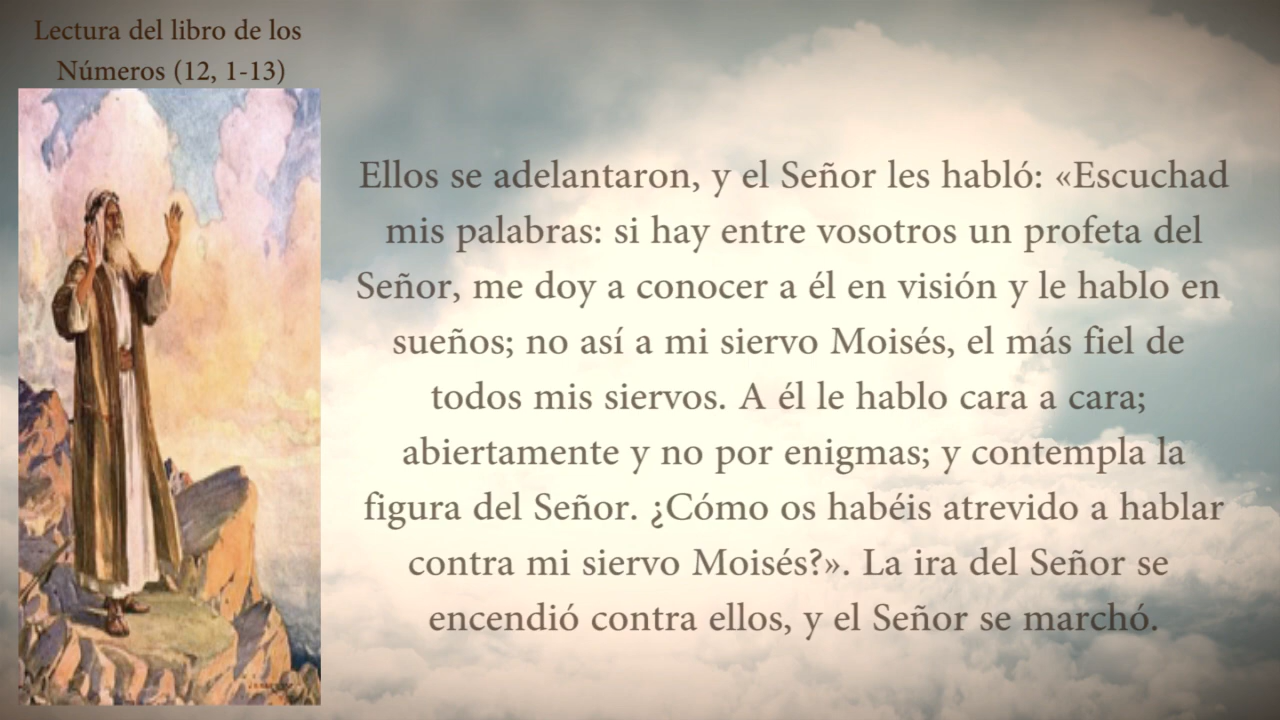 Lectura del libro de los
Números (12, 1-13)
Ellos se adelantaron, y el Señor les habló: «Escuchad
mis palabras: si hay entre vosotros un profeta del
Señor, me doy a conocer a él en visión y le hablo en
sueños; no así a mi siervo Moisés, el más fiel de
todos mis siervos. A él le hablo cara a cara;
abiertamente y no por enigmas; y contempla la
figura del Señor. ¿Cómo os habéis atrevido a hablar
contra mi siervo Moisés?». La ira del Señor se
encendió contra ellos, y el Señor se marchó.